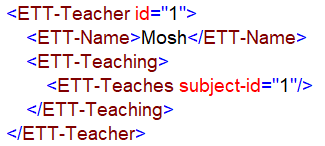 <ETT-Teacher id="1">
<ETT-Name>Mosh</ETT-Name>
<ETT-Teaching>
<ETT-Teaches subject-id="1"/>
</ETT-Teaching>
</ETT-Teacher>